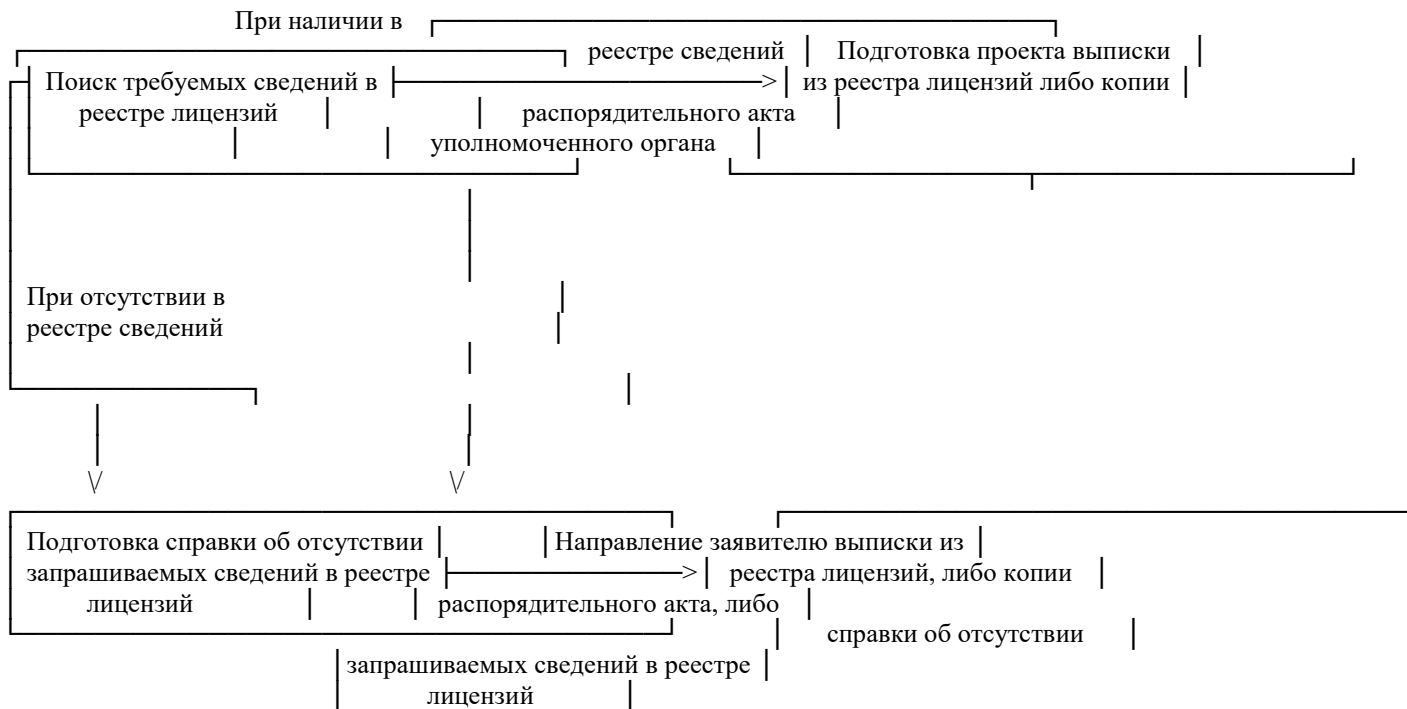 При наличии в
реестре сведений Подготовка проекта выписки
Поиск требуемых сведений в из реестра лицензий либо копии
реестре лицензий распорядительного акта
уполномоченного органа
При отсутствии в
реестре сведений
Подготовка справки об отсутствии Направление заявителю выписки из
запрашиваемых сведений в реестре реестра лицензий, либо копии
лицензий распорядительного акта, либо
справки об отсутствии
запрашиваемых сведений в реестре
лицензий